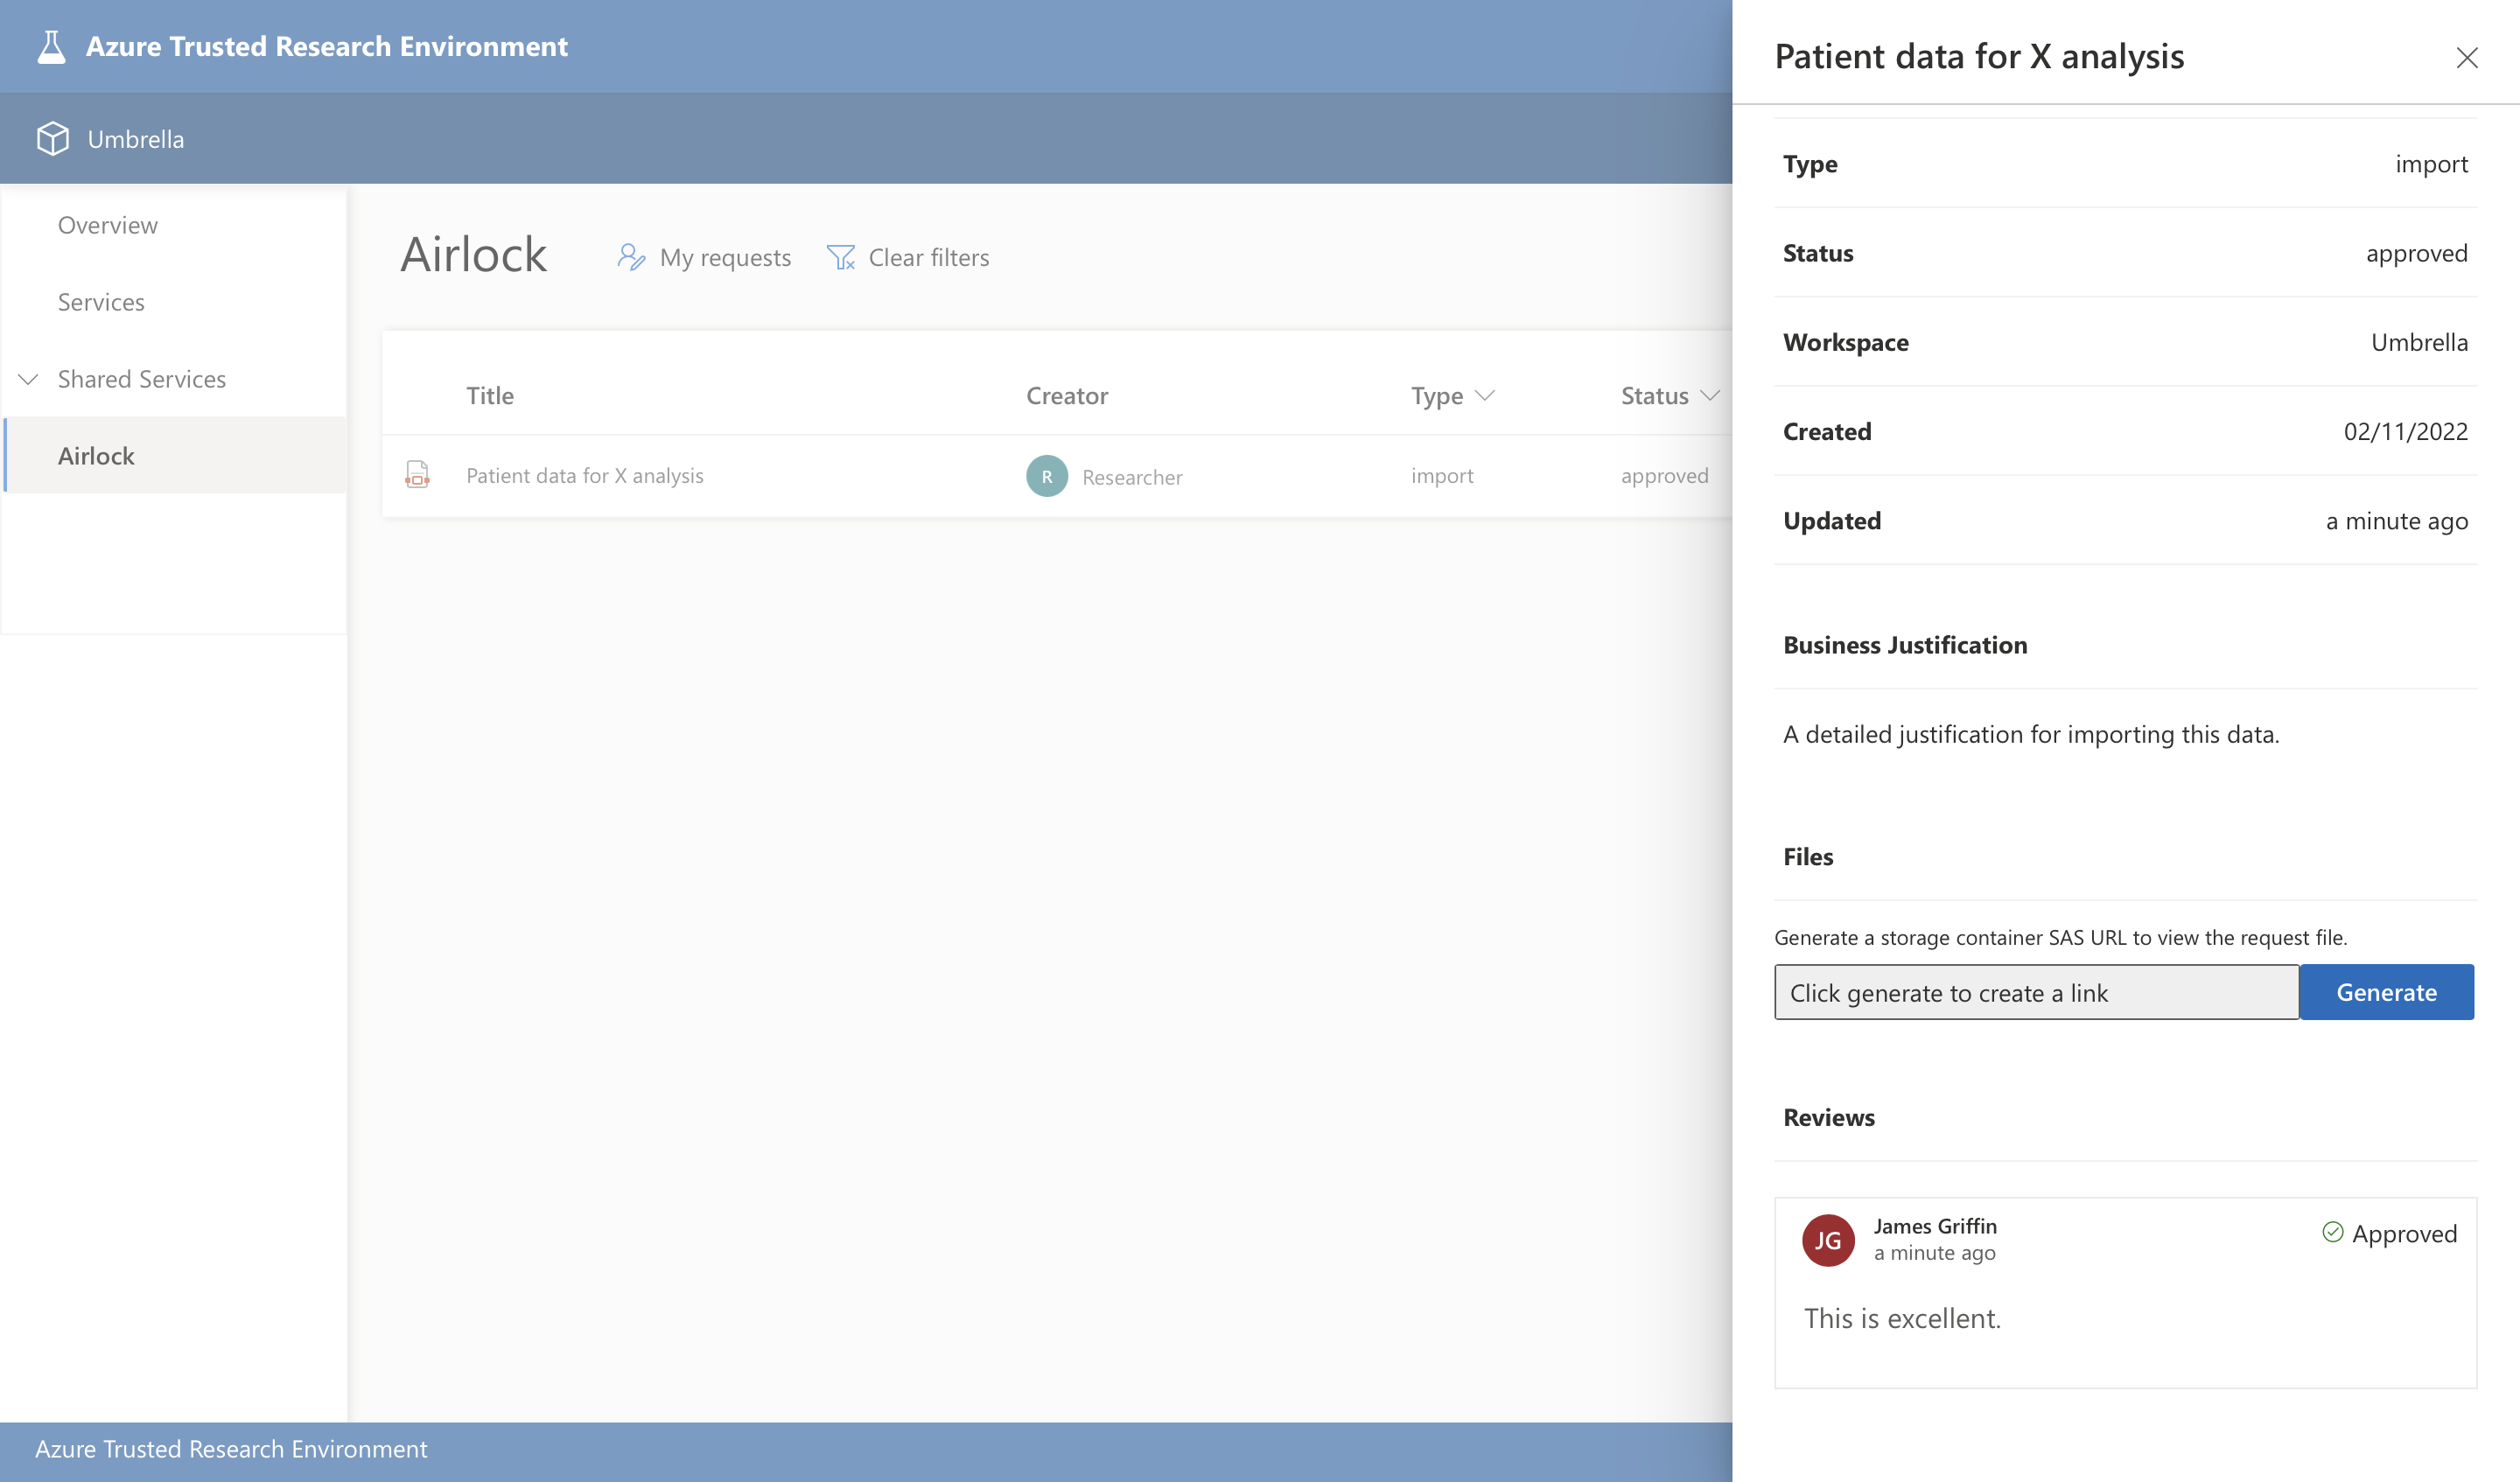 Azure Trusted Research Environment
Umbrella
Overview
Services
Shared Services
Airlock
Airlock My requests Clear filters
Title Creator Type Status
Patient data for X analysis R Researcher import approved
Azure Trusted Research Environment
Patient data for X analysis
Type import
Status approved
Workspace Umbrella
Created 02/11/2022
Updated a minute ago
Business Justification
A detailed justification for importing this data.
Files
Generate a storage container SAS URL to view the request file.
Click generate to create a link Generate
Reviews
JG James Griffin Approved
a minute ago
This is excellent.